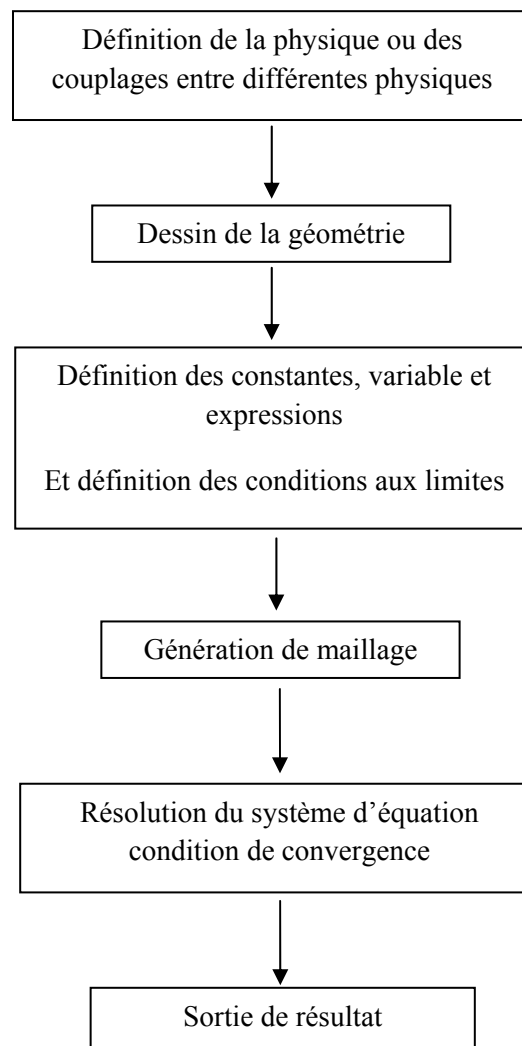 Définition de la physique ou des
couplages entre différentes physiques
Dessin de la géométrie
Définition des constantes, variable et
expressions
Et définition des conditions aux limites
Génération de maillage
Résolution du système d’équation
condition de convergence
Sortie de résultat